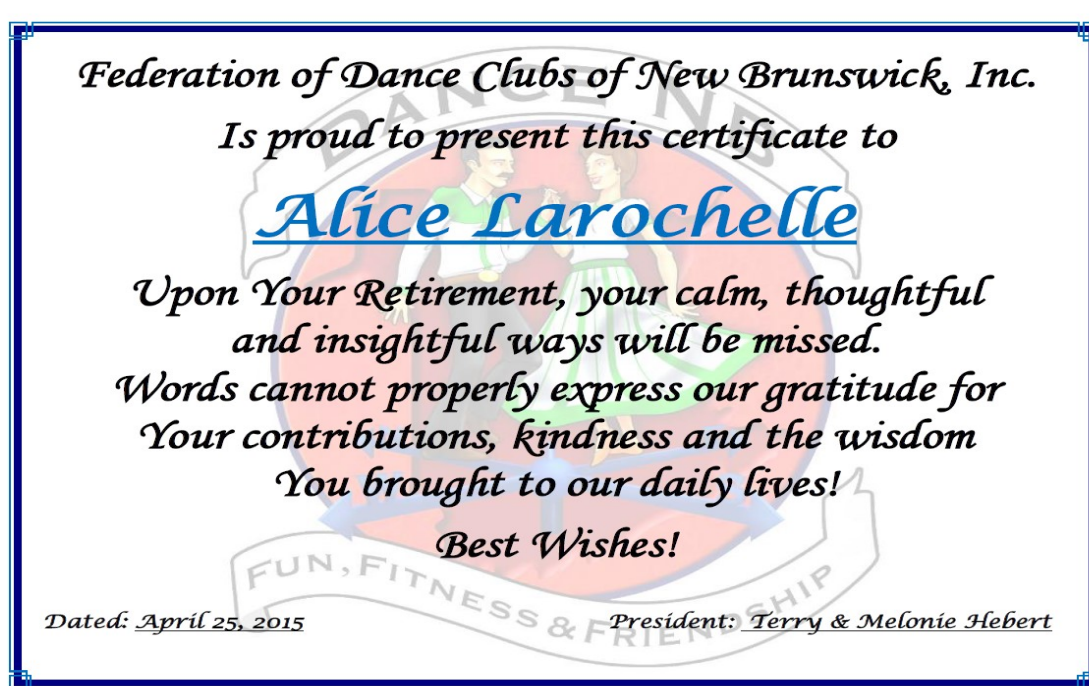 DANCE NB
Federation of Dance Clubs of New Brunswick, Inc.
Is proud to present this certificate to
Alice Larochelle
Upon Your Retirement, your calm, thoughtful
and insightful ways will be missed.
Words cannot properly express our gratitude for
Your contributions, kindness and the wisdom
You brought to our daily lives!
Best Wishes!
FUN, FITNESS & FRIENDSHIP
Dated: April 25, 2015
President: Terry & Melonie Hebert